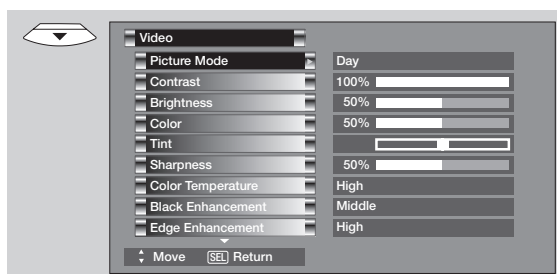 Video
Picture Mode Day
Contrast 100%
Brightness 50%
Color 50%
Tint
Sharpness 50%
Color Temperature High
Black Enhancement Middle
Edge Enhancement High
Move SEL Return